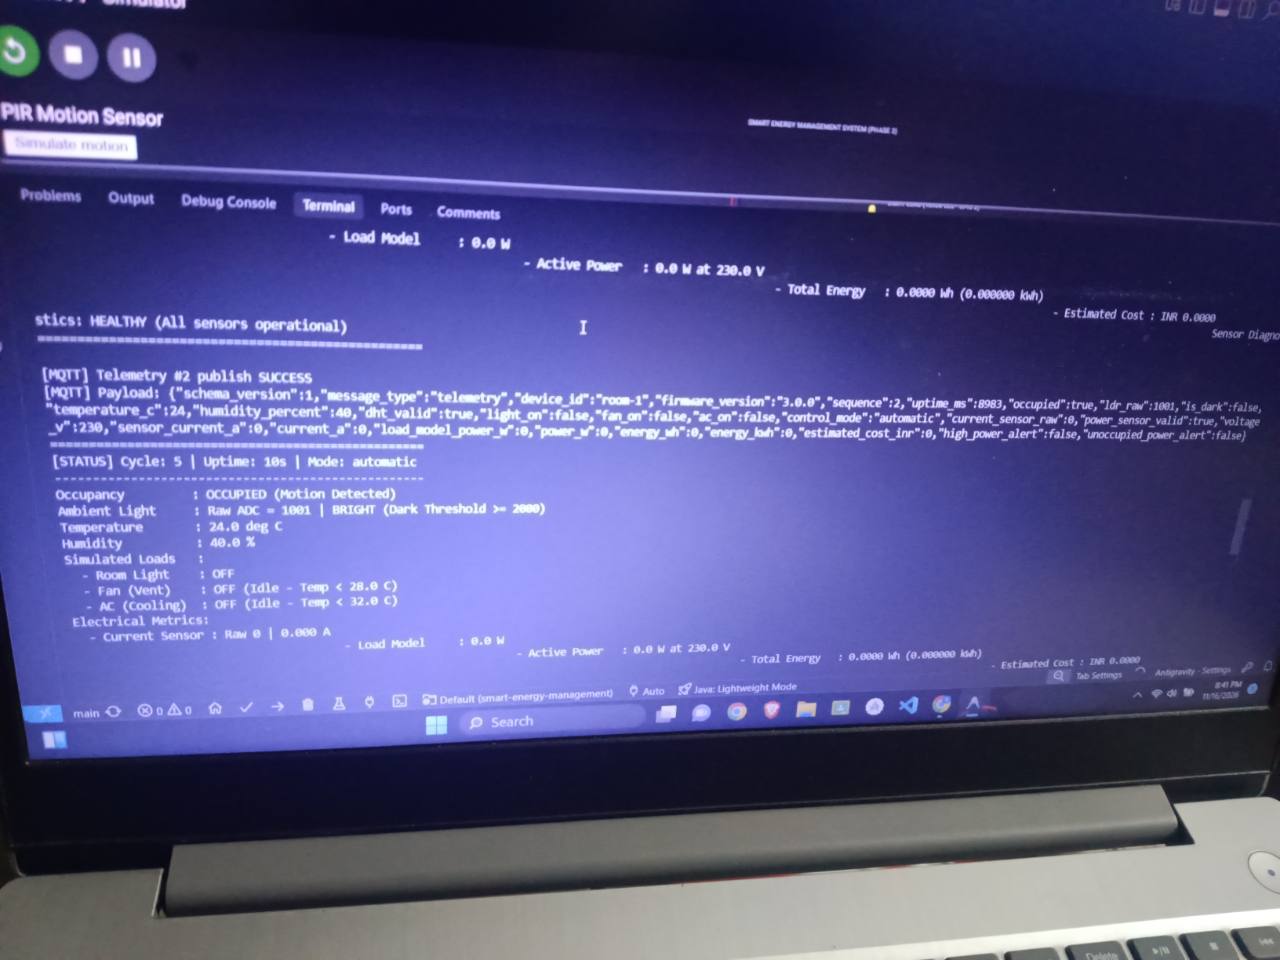 PIR Motion Sensor
Simulate motion
SMART ENERGY MANAGEMENT SYSTEM (PHASE 2)
Problems Output Debug Console Terminal Ports Comments
- Load Model : 0.0 W
- Active Power : 0.0 W at 230.0 V
- Total Energy : 0.0000 Wh (0.000000 kWh)
- Estimated Cost : INR 0.0000
Sensor Diagno
stics: HEALTHY (All sensors operational)
==================================================
[MQTT] Telemetry #2 publish SUCCESS
[MQTT] Payload: {"schema_version":1,"message_type":"telemetry","device_id":"room-1","firmware_version":"3.0.0","sequence":2,"uptime_ms":8983,"occupied":true,"ldr_raw":1001,"is_dark":false,
"temperature_c":24,"humidity_percent":40,"dht_valid":true,"light_on":false,"fan_on":false,"ac_on":false,"control_mode":"automatic","current_sensor_raw":0,"power_sensor_valid":true,"voltage
_v":230,"sensor_current_a":0,"current_a":0,"load_model_power_w":0,"power_w":0,"energy_wh":0,"energy_kwh":0,"estimated_cost_inr":0,"high_power_alert":false,"unoccupied_power_alert":false}
==================================================
[STATUS] Cycle: 5 | Uptime: 10s | Mode: automatic
--------------------------------------------------
Occupancy : OCCUPIED (Motion Detected)
Ambient Light : Raw ADC = 1001 | BRIGHT (Dark Threshold >= 2000)
Temperature : 24.0 deg C
Humidity : 40.0 %
Simulated Loads :
- Room Light : OFF
- Fan (Vent) : OFF (Idle - Temp < 28.0 C)
- AC (Cooling) : OFF (Idle - Temp < 32.0 C)
Electrical Metrics:
- Current Sensor : Raw 0 | 0.000 A
- Load Model : 0.0 W
- Active Power : 0.0 W at 230.0 V
- Total Energy : 0.0000 Wh (0.000000 kWh)
- Estimated Cost : INR 0.0000
Tab Settings Antigravity - Settings
main 0 0 Default (smart-energy-management) Auto Java: Lightweight Mode
Search
8:41 PM
Delete